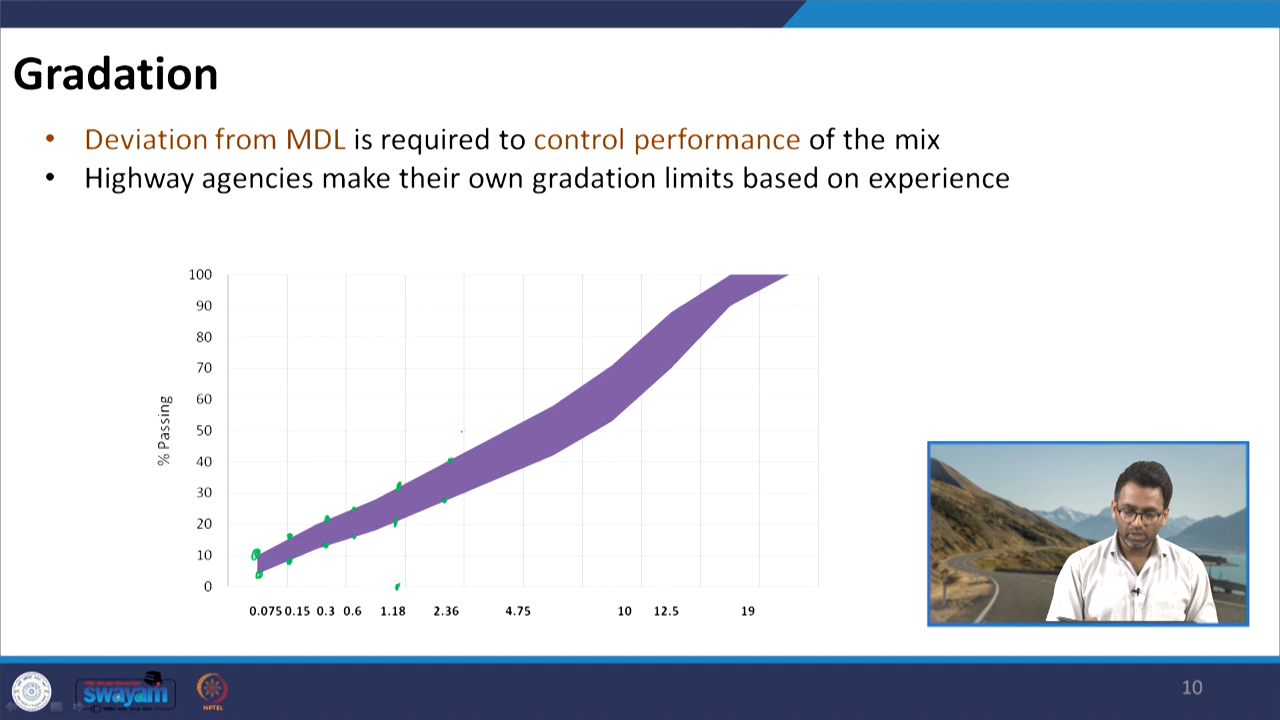 Gradation
• Deviation from MDL is required to control performance of the mix
• Highway agencies make their own gradation limits based on experience
100
90
80
70
60
50
40
30
20
10
0
% Passing
0.075 0.15 0.3 0.6 1.18 2.36 4.75 10 12.5 19
swayam
NPTEL
10